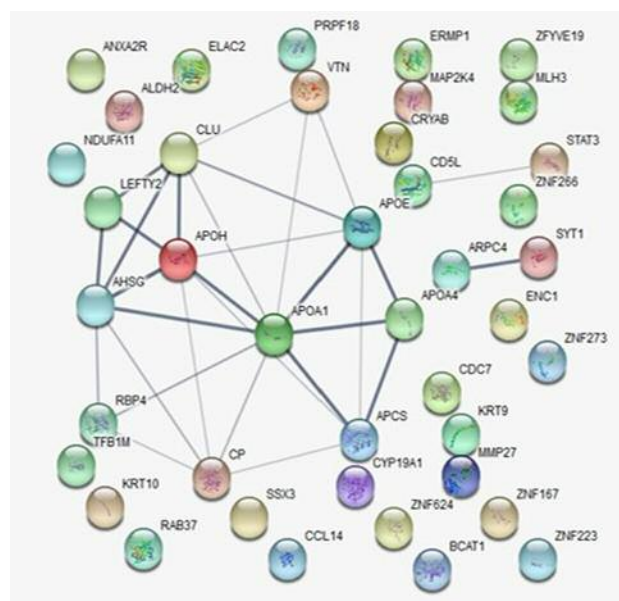 PRPF18
ANXA2R
ELAC2
ERMP1
ZFYVE19
VTN
ALDH2
MAP2K4
MLH3
CRYAB
NDUFA11
CLU
STAT3
CD5L
LEFTY2
ZNF266
APOE
APOH
ARPC4
SYT1
AHSG
APOA1
APOA4
ENC1
ZNF273
CDC7
RBP4
KRT9
TFB1M
CP
MMP27
CYP19A1
KRT10
SSX3
ZNF624
ZNF167
RAB37
CCL14
BCAT1
ZNF223
APCS